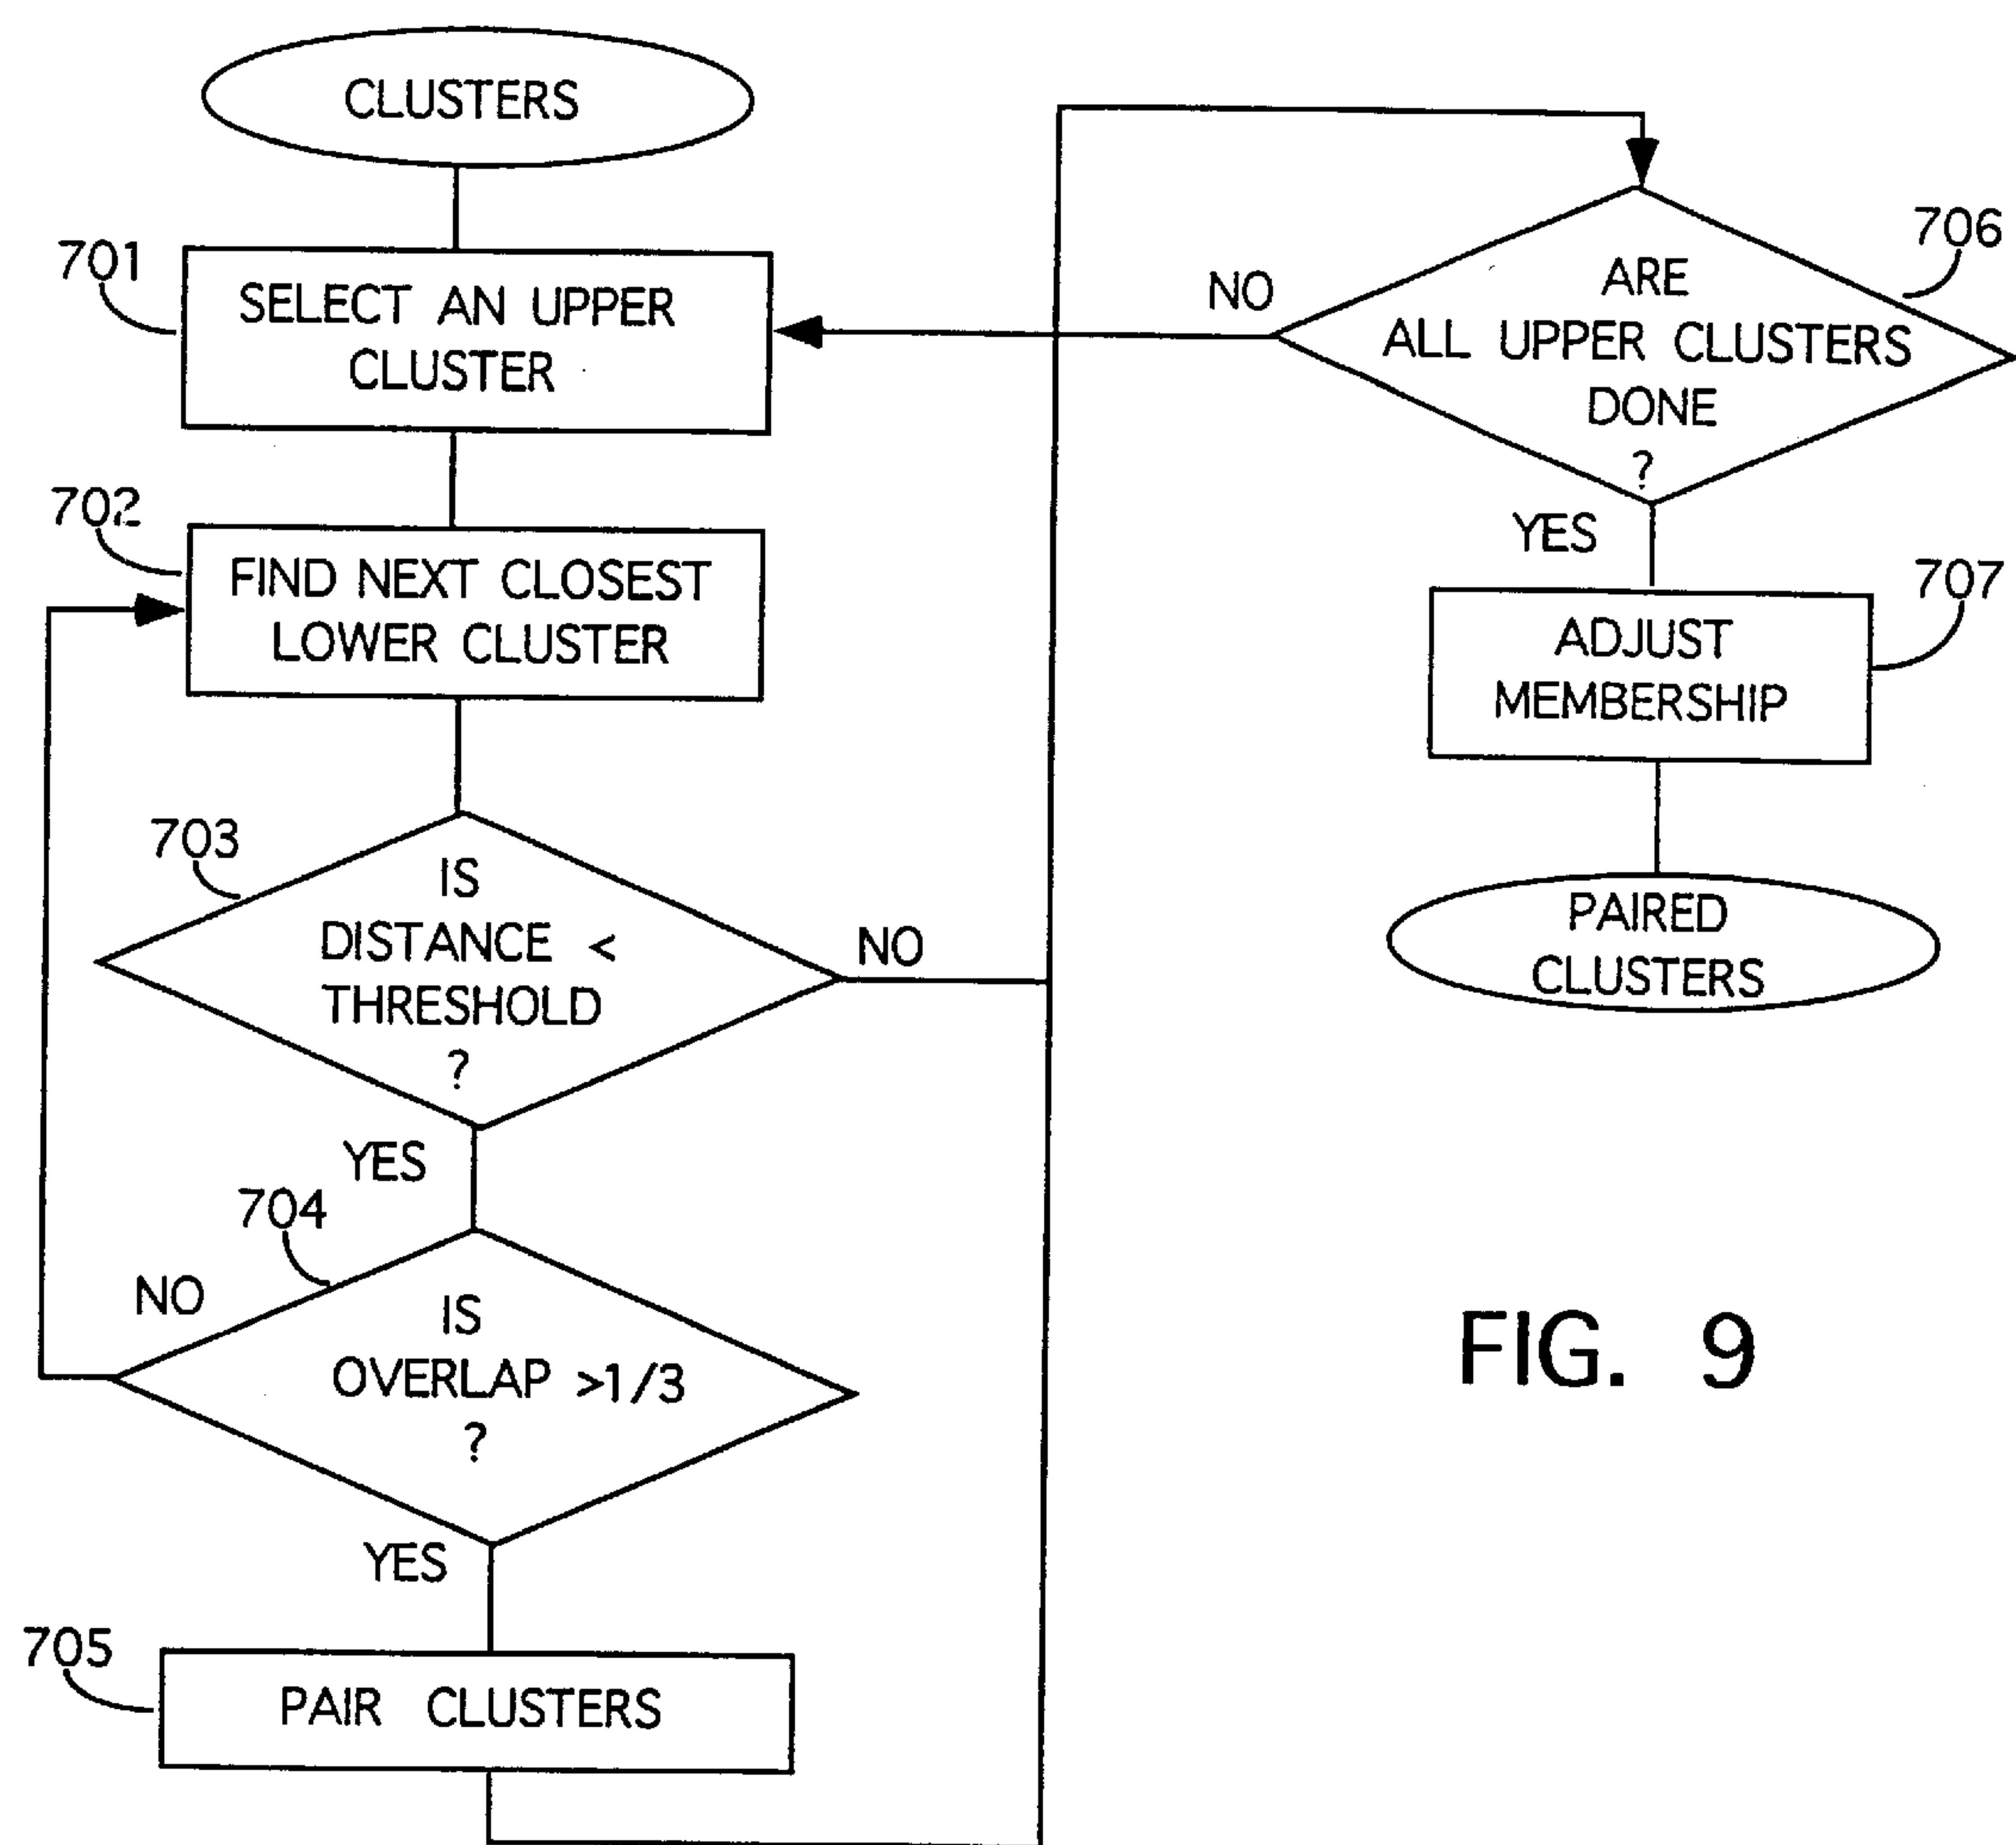 CLUSTERS
701
SELECT AN UPPER
CLUSTER
702
FIND NEXT CLOSEST
LOWER CLUSTER
703
IS
DISTANCE <
THRESHOLD
?
NO
YES
704
NO
IS
OVERLAP >1/3
?
YES
705
PAIR CLUSTERS
706
NO
ARE
ALL UPPER CLUSTERS
DONE
?
YES
707
ADJUST
MEMBERSHIP
PAIRED
CLUSTERS
FIG. 9